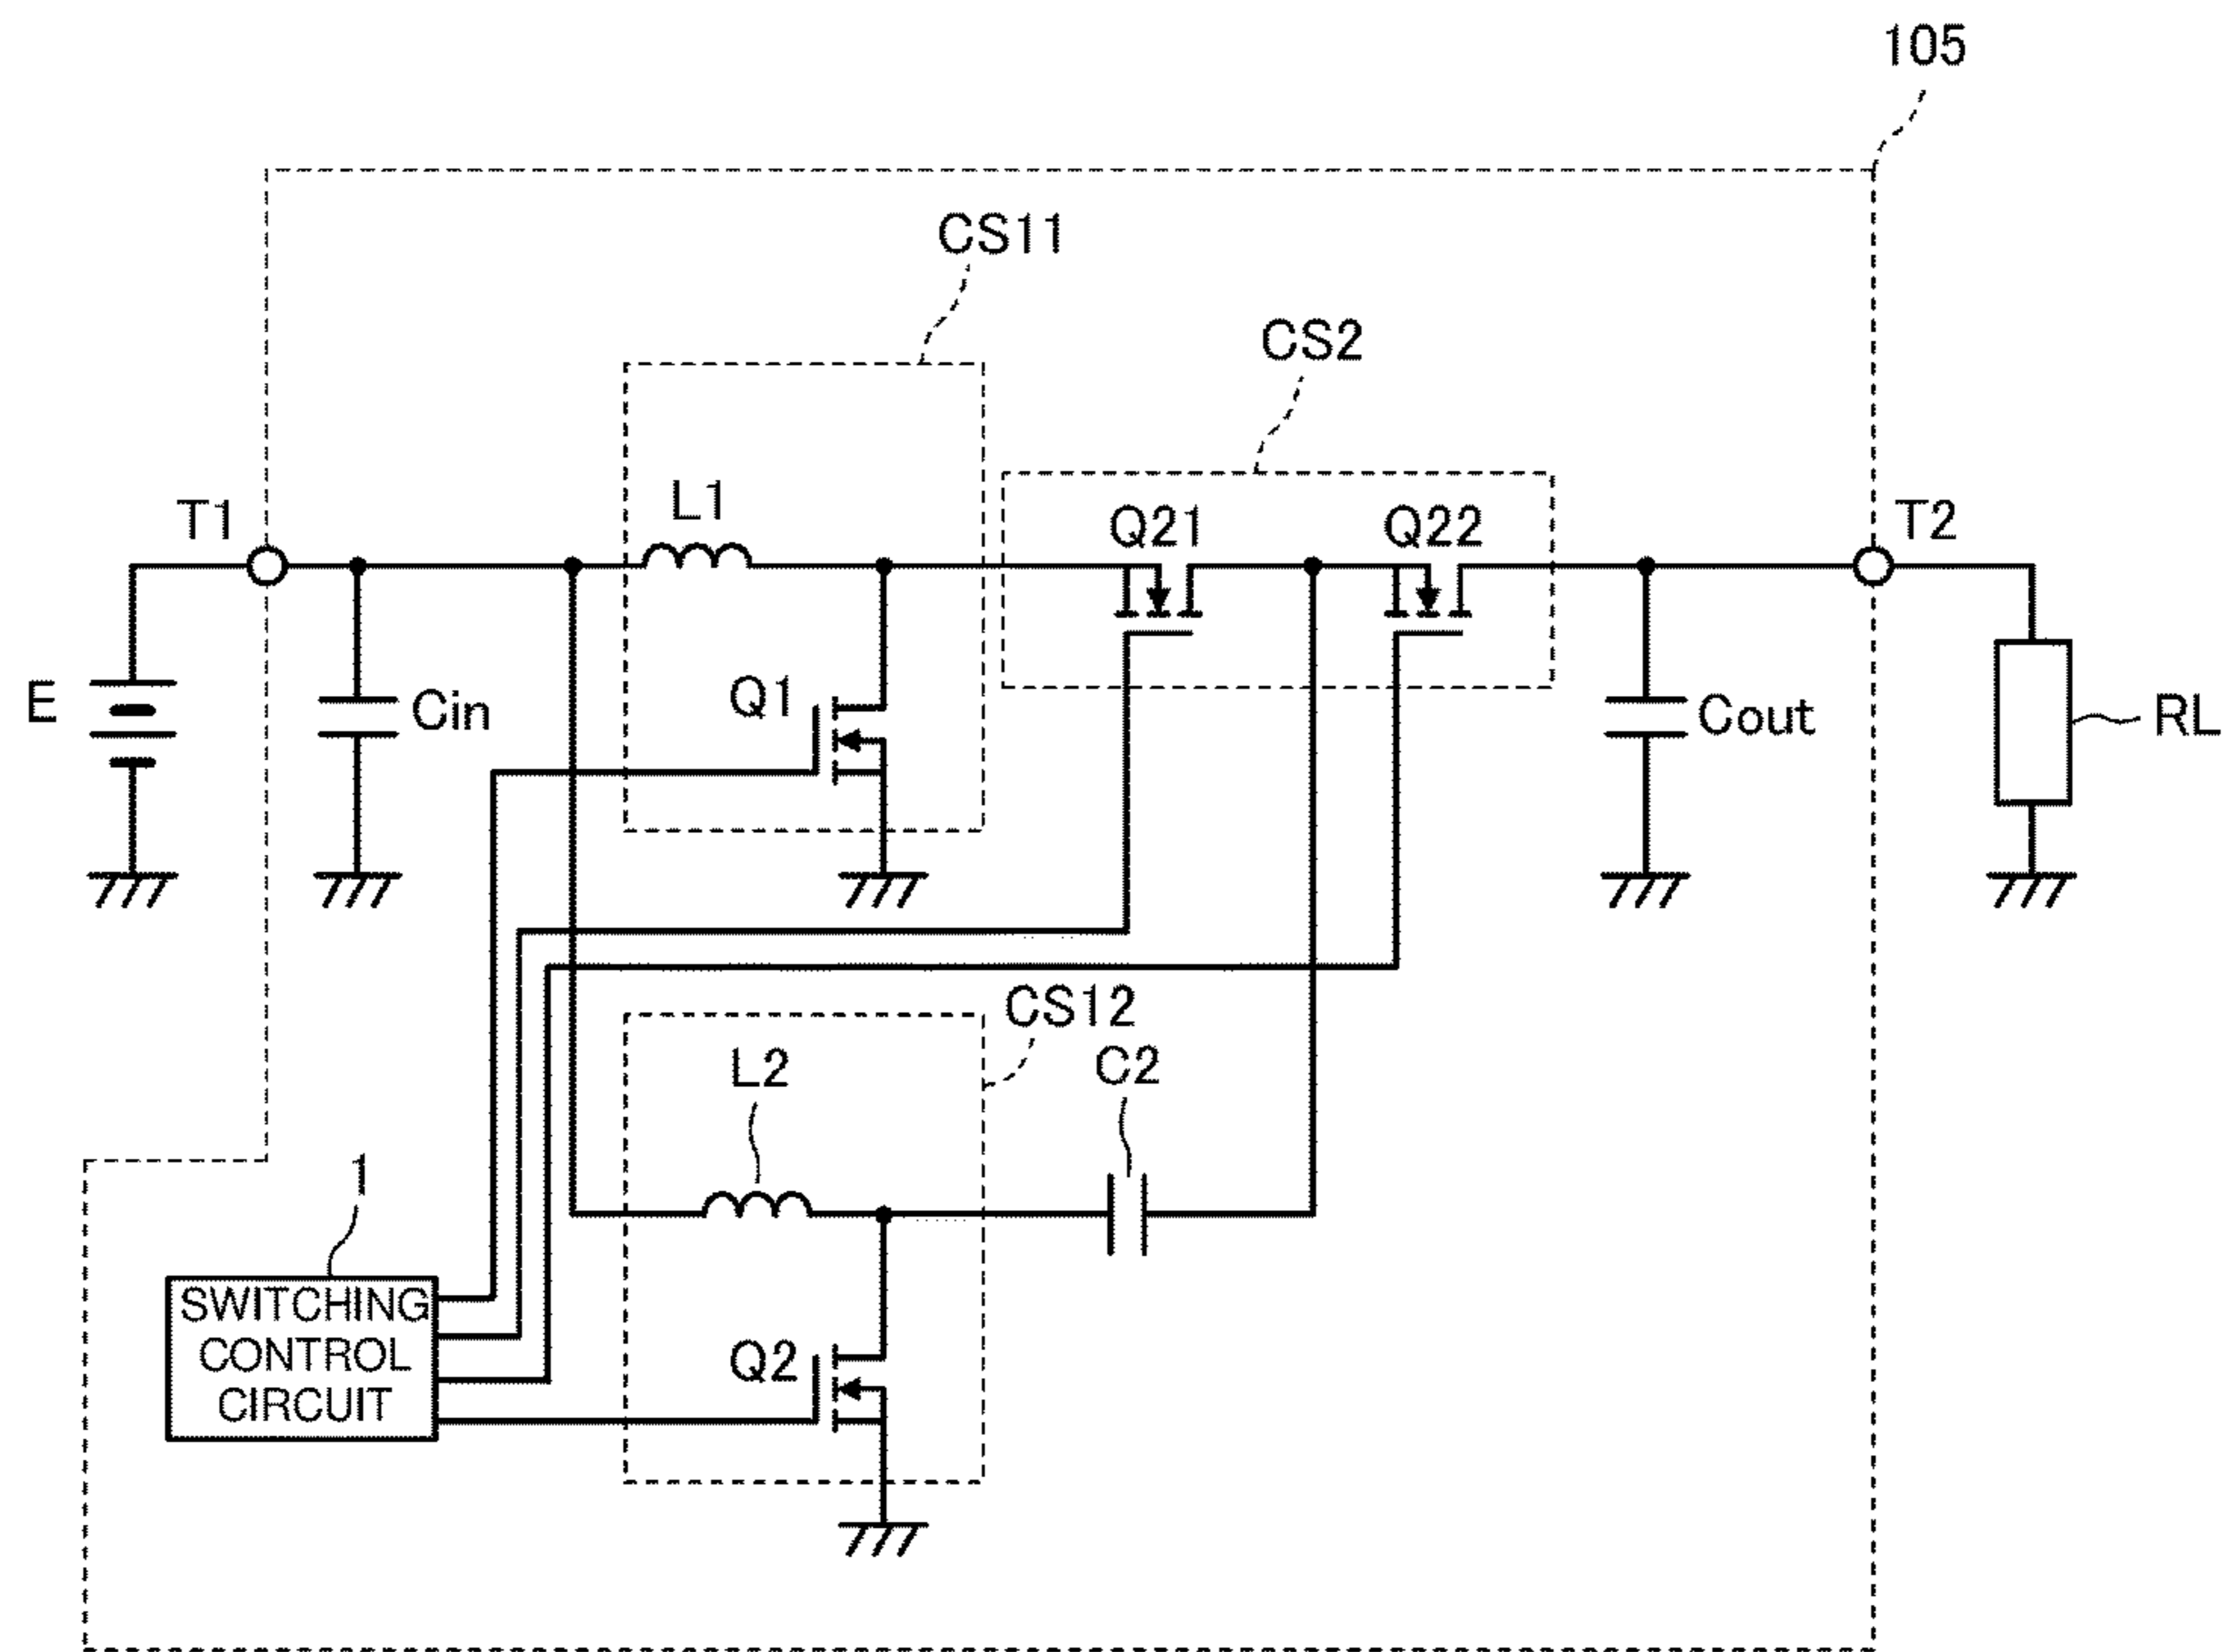 105
CS11
CS2
T1
L1
Q21
Q22
T2
E
Cin
Q1
Cout
RL
CS12
L2
C2
1
SWITCHING
CONTROL
CIRCUIT
Q2